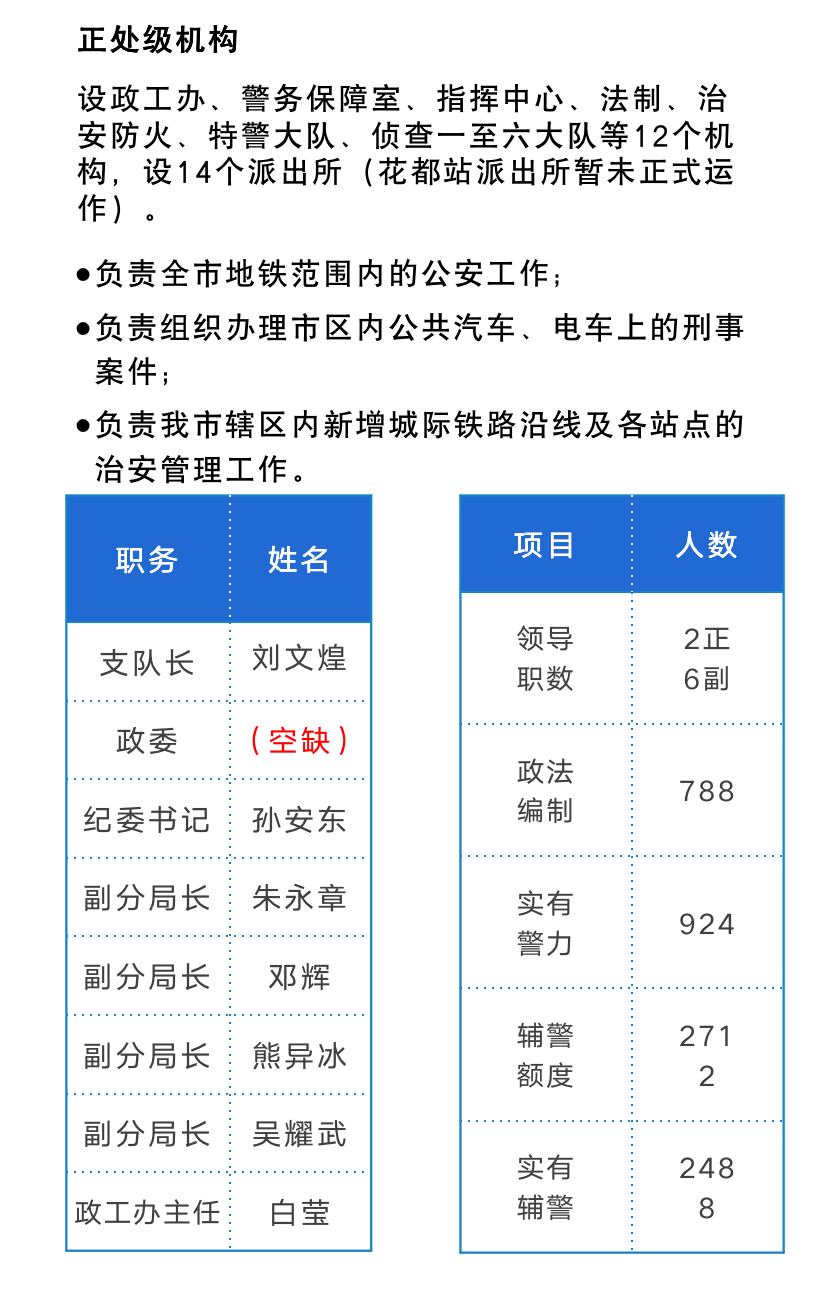 正处级机构
设政工办、警务保障室、指挥中心、法制、治
安防火、特警大队、侦查一至六大队等12个机
构，设14个派出所（花都站派出所暂未正式运
作）。
●负责全市地铁范围内的公安工作；
●负责组织办理市区内公共汽车、电车上的刑事
案件；
●负责我市辖区内新增城际铁路沿线及各站点的
治安管理工作。
职务 姓名
支队长 刘文煌
政委 （空缺）
纪委书记 孙安东
副分局长 朱永章
副分局长 邓辉
副分局长 熊异冰
副分局长 吴耀武
政工办主任 白莹
项目 人数
领导 2正
职数 6副
政法
编制
788
实有
警力
924
辅警 271
额度 2
实有 248
辅警 8